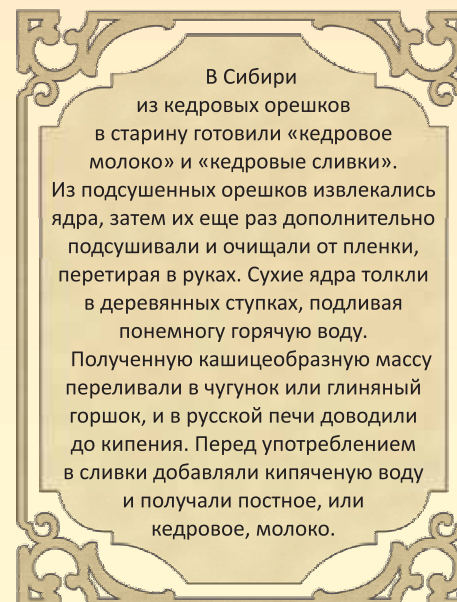 В Сибири
из кедровых орешков
в старину готовили «кедровое
молоко» и «кедровые сливки».
Из подсушенных орешков извлекались
ядра, затем их еще раз дополнительно
подсушивали и очищали от пленки,
перетирая в руках. Сухие ядра толкли
в деревянных ступках, подливая
понемногу горячую воду.
Полученную кашицеобразную массу
переливали в чугунок или глиняный
горшок, и в русской печи доводили
до кипения. Перед употреблением
в сливки добавляли кипяченую воду
и получали постное, или
кедровое, молоко.